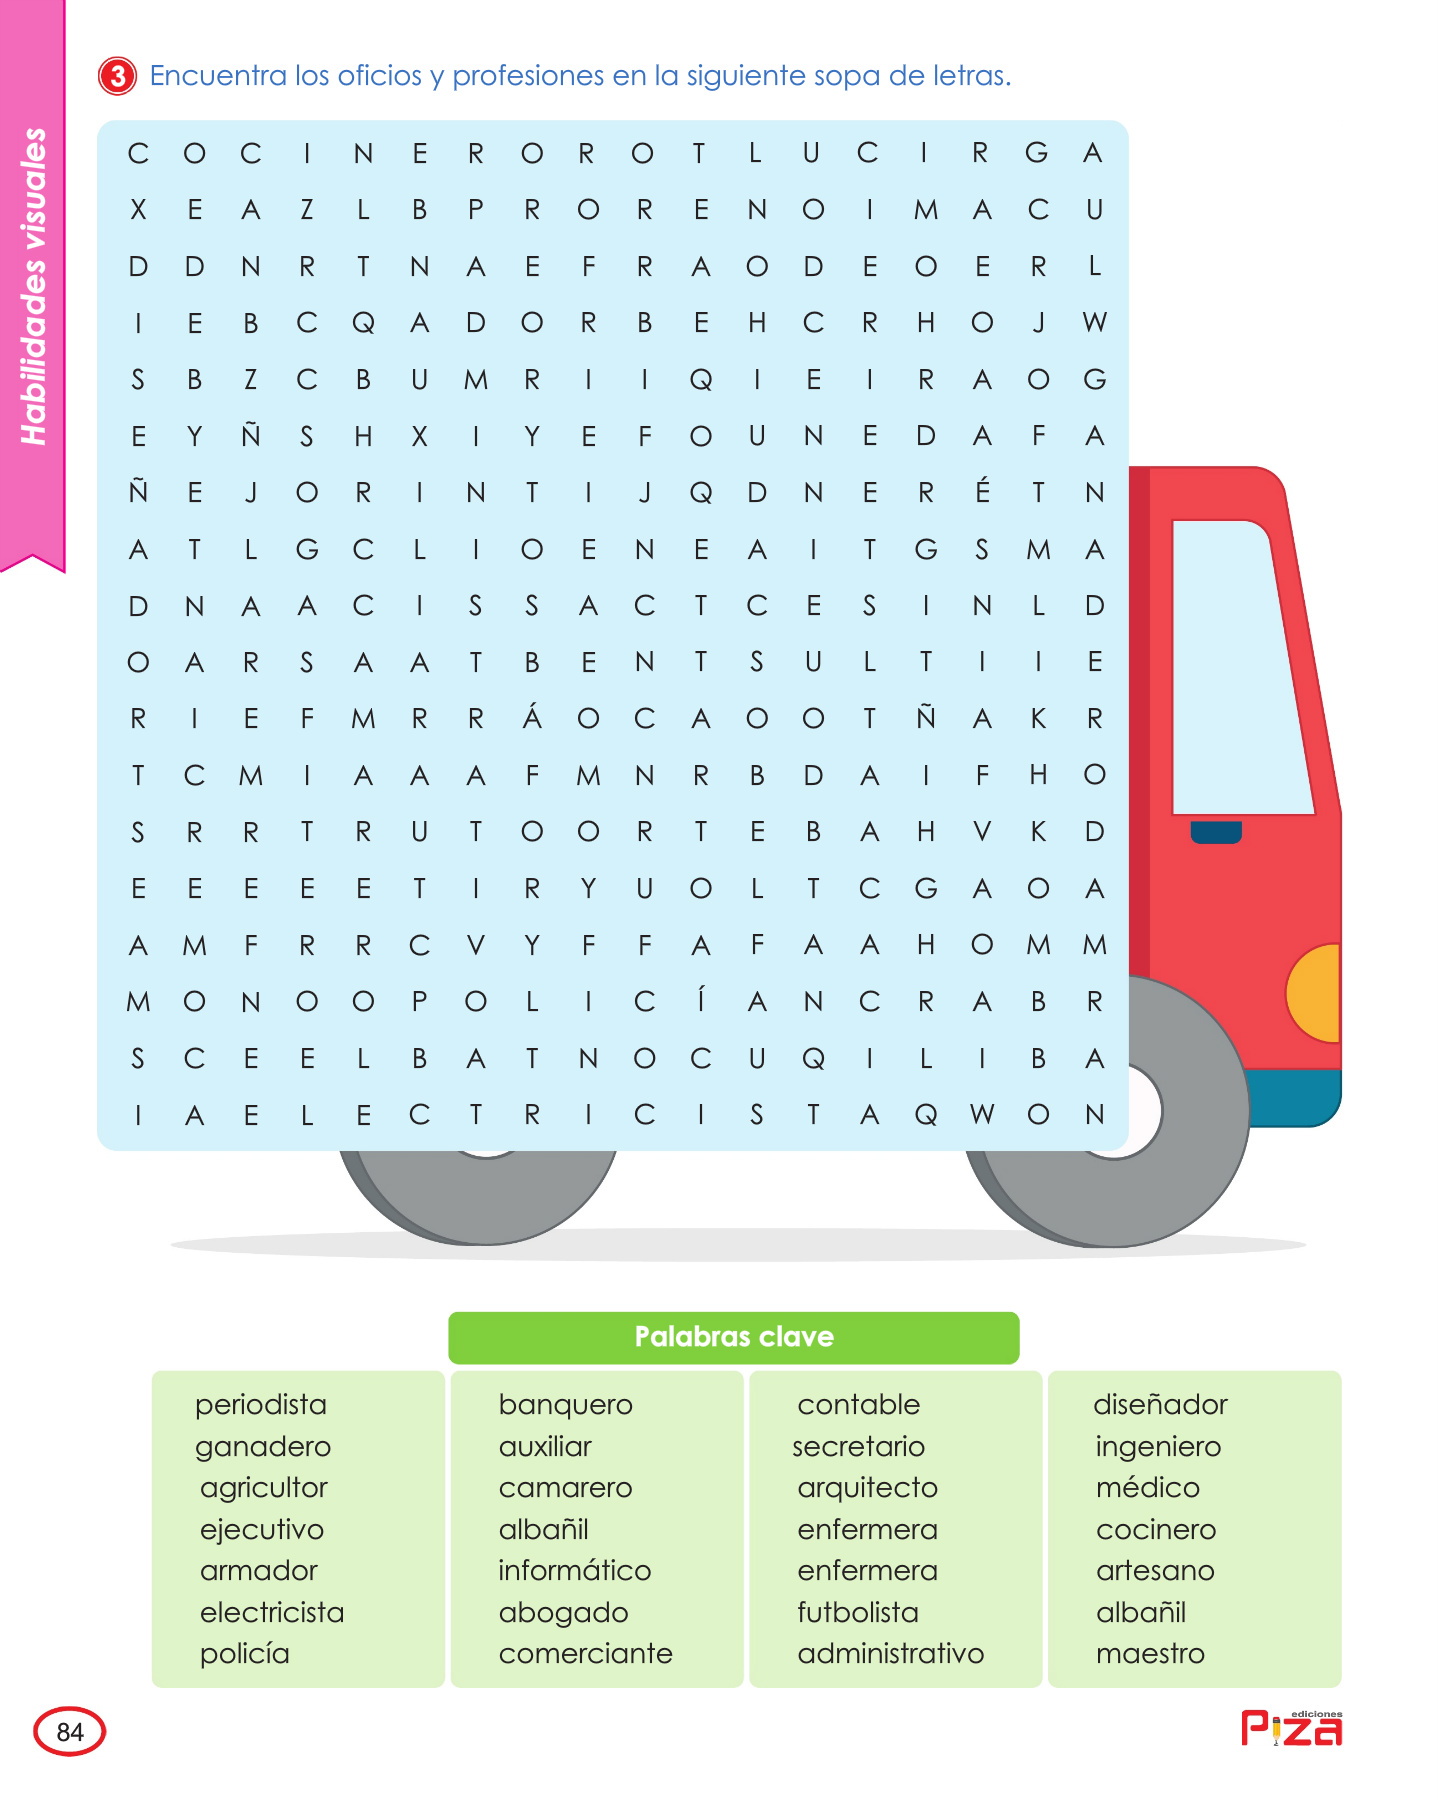 Habilidades visuales
3 Encuentra los oficios y profesiones en la siguiente sopa de letras.
C O C I N E R O R O T L U C I R G A
X E A Z L B P R O R E N O I M A C U
D D N R T N A E F R A O D E O E R L
I E B C Q A D O R B E H C R H O J W
S B Z C B U M R I I Q I E I R A O G
E Y Ñ S H X I Y E F O U N E D A F A
Ñ E J O R I N T I J Q D N E R É T N
A T L G C L I O E N E A I T G S M A
D N A A C I S S A C T C E S I N L D
O A R S A A T B E N T S U L T I I E
R I E F M R R Á O C A O O T Ñ A K R
T C M I A A A F M N R B D A I F H O
S R R T R U T O O R T E B A H V K D
E E E E E T I R Y U O L T C G A O A
A M F R R C V Y F F A F A A H O M M
M O N O O P O L I C Í A N C R A B R
S C E E L B A T N O C U Q I L I B A
I A E L E C T R I C I S T A Q W O N
Palabras clave
periodista banquero contable diseñador
ganadero auxiliar secretario ingeniero
agricultor camarero arquitecto médico
ejecutivo albañil enfermera cocinero
armador informático enfermera artesano
electricista abogado futbolista albañil
policía comerciante administrativo maestro
84
ediciones
Piza